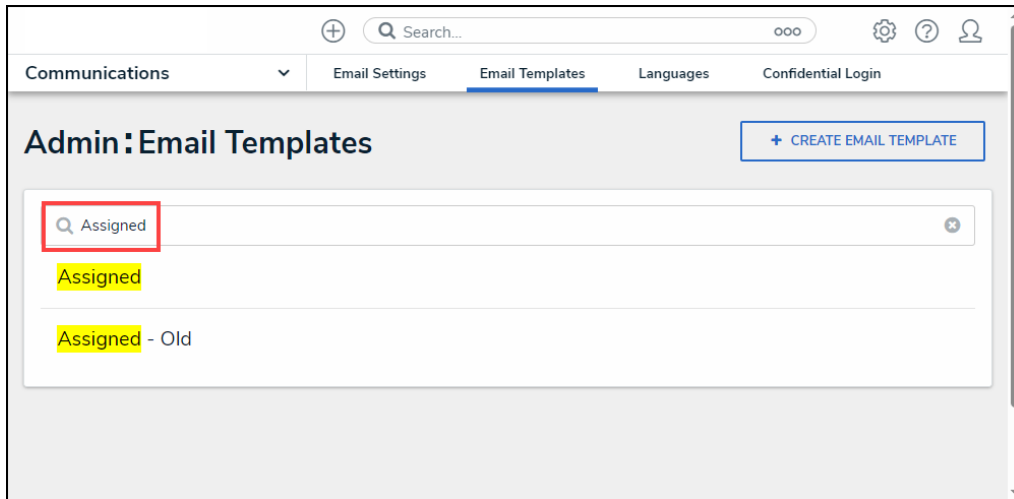 Search...
Communications Email Settings Email Templates Languages Confidential Login
Admin:Email Templates
+ CREATE EMAIL TEMPLATE
Assigned
Assigned
Assigned - Old